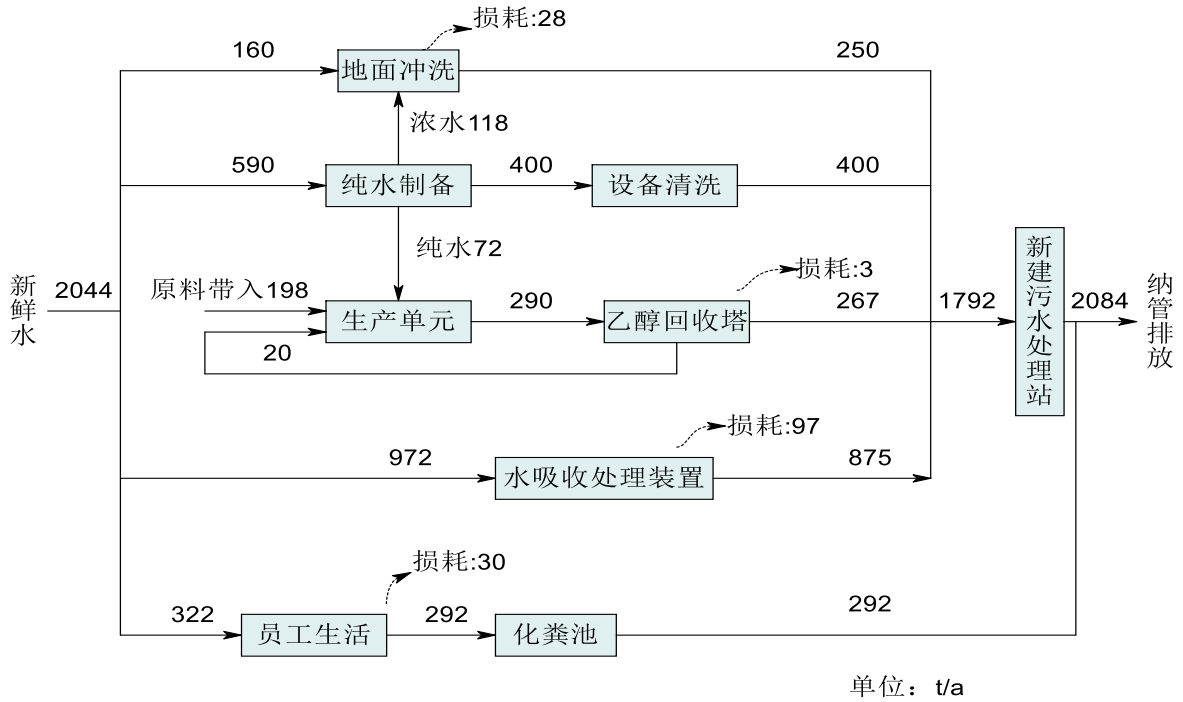 损耗:28
160
地面冲洗
250
浓水118
590
纯水制备
400
设备清洗
400
纯水72
新鲜水
2044
原料带入198
生产单元
290
乙醇回收塔
损耗:3
267
1792
新建污水处理站
2084
纳管排放
20
损耗:97
972
水吸收处理装置
875
损耗:30
322
员工生活
292
化粪池
292
单位：t/a